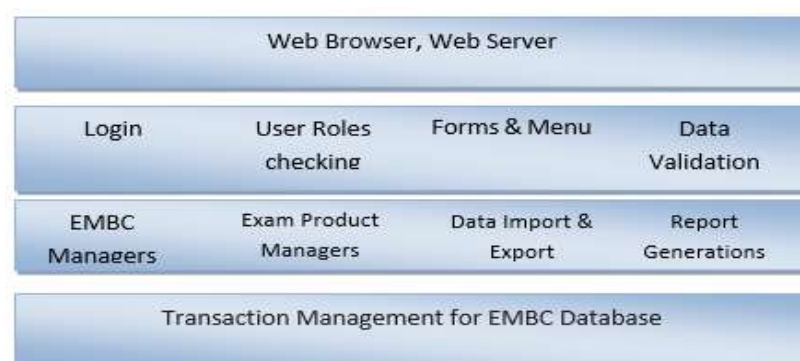 Web Browser, Web Server
Login
User Roles
checking
Forms & Menu
Data
Validation
EMBC
Managers
Exam Product
Managers
Data Import &
Export
Report
Generations
Transaction Management for EMBC Database